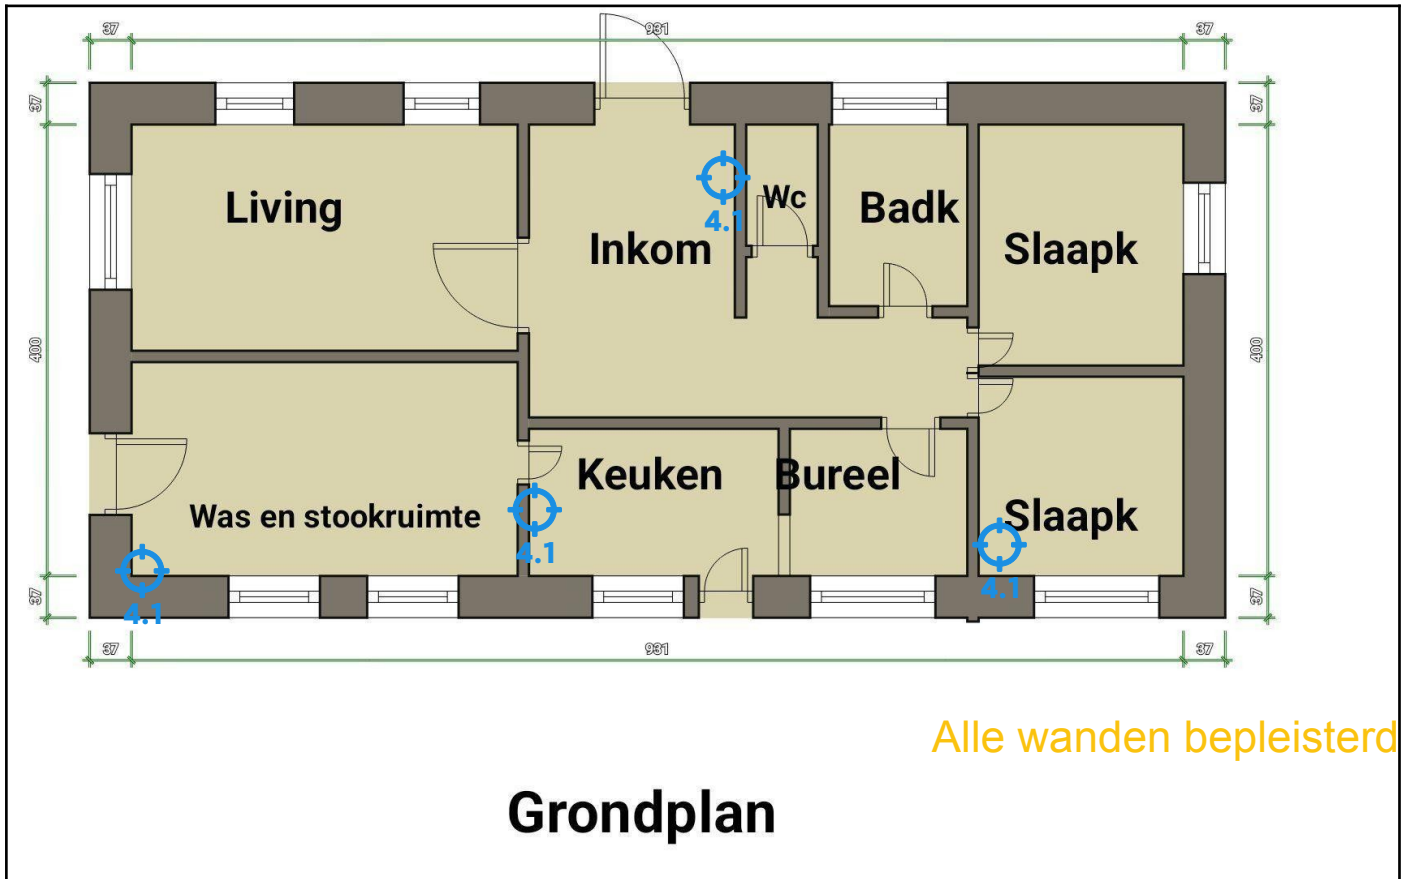 37 931 37
37 37
Living
Wc
Badk
4.1
Inkom
Slaapk
400 400
Keuken
Bureel
Was en stookruimte
Slaapk
4.1
4.1
4.1
37 37
37 931 37
Alle wanden bepleisterd
Grondplan